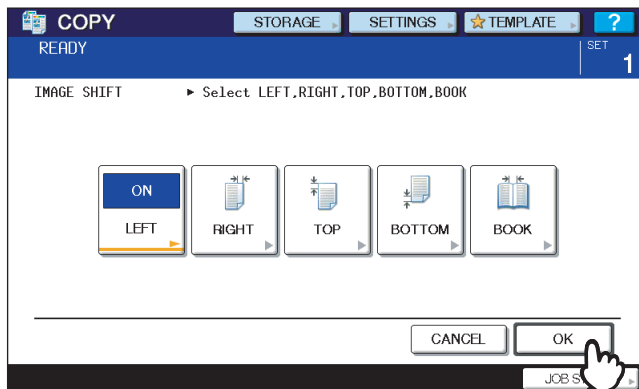 COPY STORAGE SETTINGS TEMPLATE ?
READY SET
1
IMAGE SHIFT ► Select LEFT,RIGHT,TOP,BOTTOM,BOOK
ON
LEFT RIGHT TOP BOTTOM BOOK
CANCEL OK
JOB